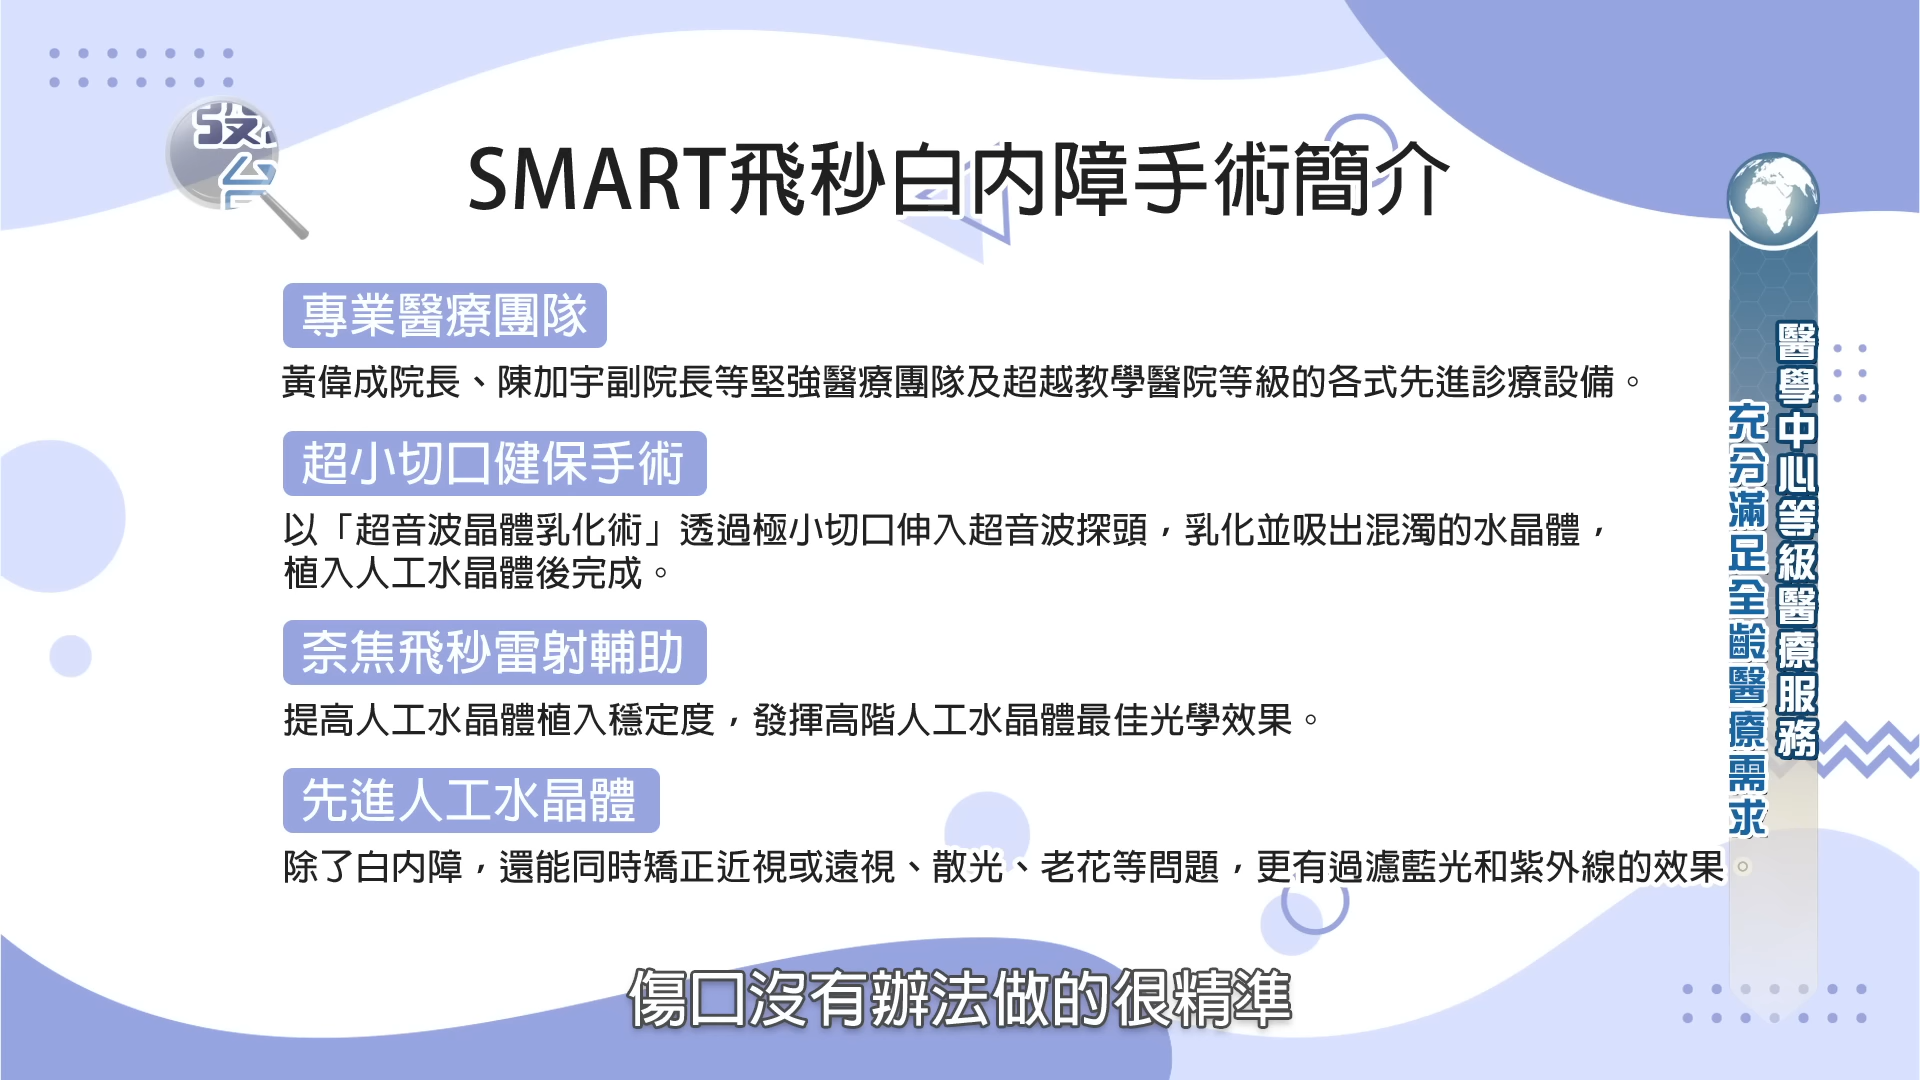 SMART飛秒白內障手術簡介
專業醫療團隊
黃偉成院長、陳加宇副院長等堅強醫療團隊及超越教學醫院等級的各式先進診療設備。
超小切口健保手術
以「超音波晶體乳化術」透過極小切口伸入超音波探頭，乳化並吸出混濁的水晶體，
植入人工水晶體後完成。
奈焦飛秒雷射輔助
提高人工水晶體植入穩定度，發揮高階人工水晶體最佳光學效果。
先進人工水晶體
除了白內障，還能同時矯正近視或遠視、散光、老花等問題，更有過濾藍光和紫外線的效果。
醫學中心等級醫療服務
充分滿足全齡醫療需求
傷口沒有辦法做的很精準